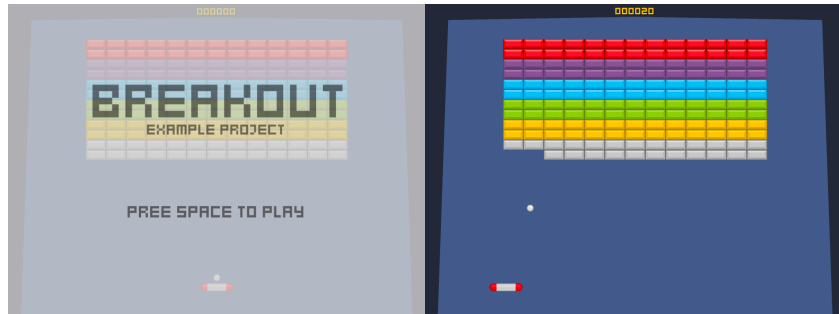 000000
BREAKOUT
EXAMPLE PROJECT
PREE SPACE TO PLAY
000020